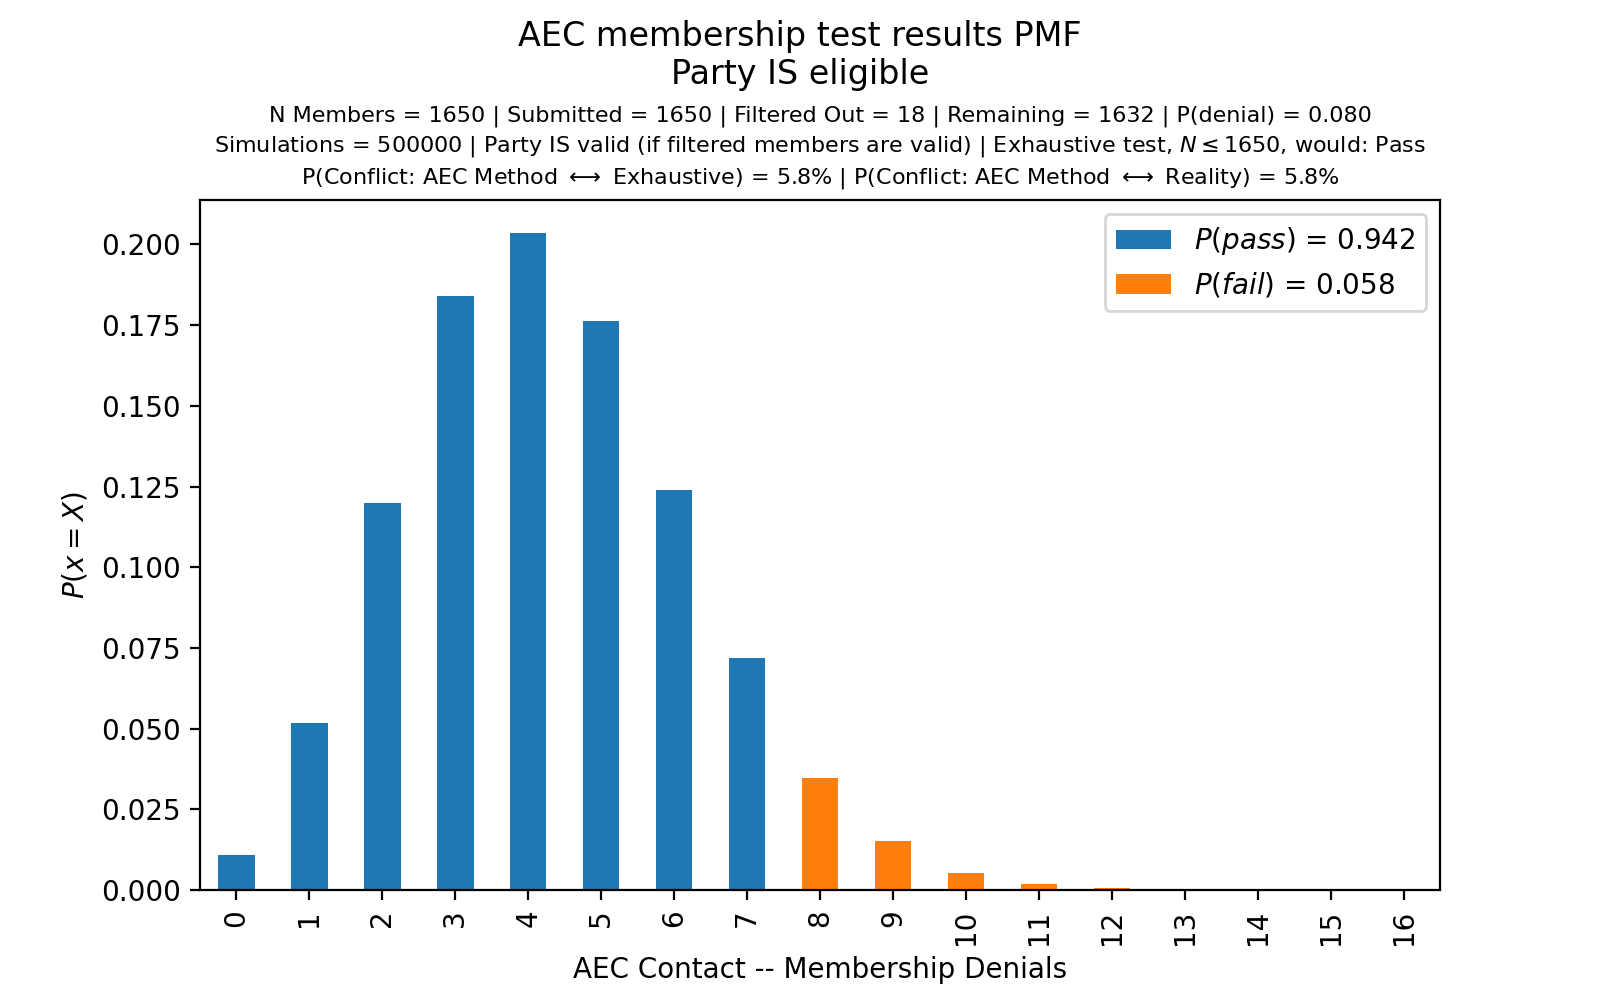 AEC membership test results PMF
Party IS eligible
N Members = 1650 | Submitted = 1650 | Filtered Out = 18 | Remaining = 1632 | P(denial) = 0.080
Simulations = 500000 | Party IS valid (if filtered members are valid) | Exhaustive test, N ≤ 1650, would: Pass
P(Conflict: AEC Method ⟷ Exhaustive) = 5.8% | P(Conflict: AEC Method ⟷ Reality) = 5.8%
P(pass) = 0.942
P(fail) = 0.058
0.200
0.175
0.150
0.125
0.100
0.075
0.050
0.025
0.000
P(x = X)
0 1 2 3 4 5 6 7 8 9 10 11 12 13 14 15 16
AEC Contact -- Membership Denials